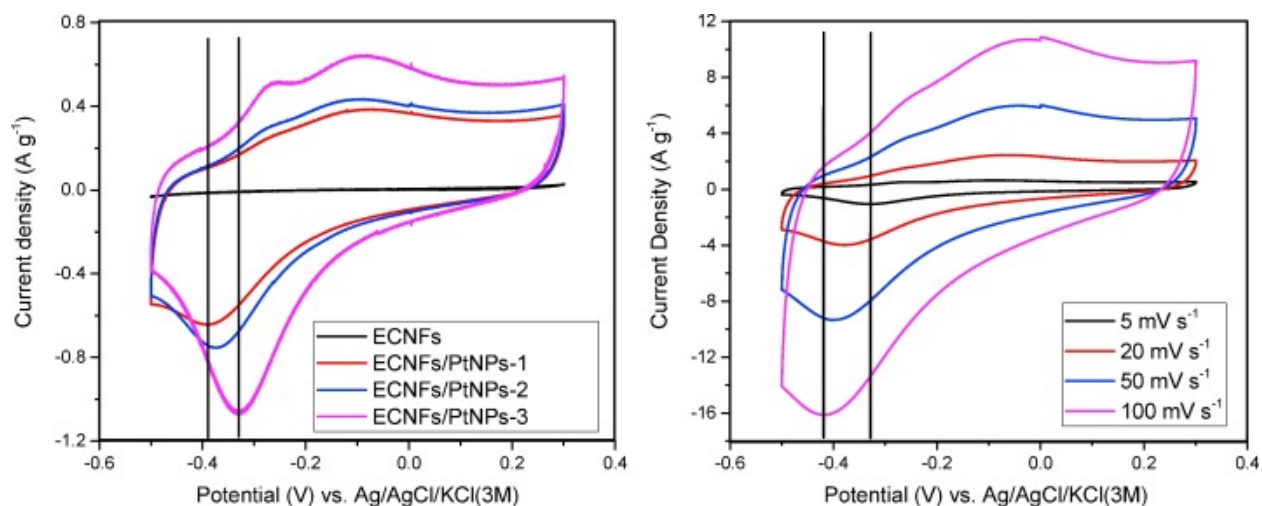 0.8
0.4
0.0
-0.4
-0.8
-1.2
Current density (A g⁻¹)
ECNFs
ECNFs/PtNPs-1
ECNFs/PtNPs-2
ECNFs/PtNPs-3
-0.6 -0.4 -0.2 0.0 0.2 0.4
Potential (V) vs. Ag/AgCl/KCl(3M)
12
8
4
0
-4
-8
-12
-16
Current Density (A g⁻¹)
5 mV s⁻¹
20 mV s⁻¹
50 mV s⁻¹
100 mV s⁻¹
-0.6 -0.4 -0.2 0.0 0.2 0.4
Potential (V) vs. Ag/AgCl/KCl(3M)